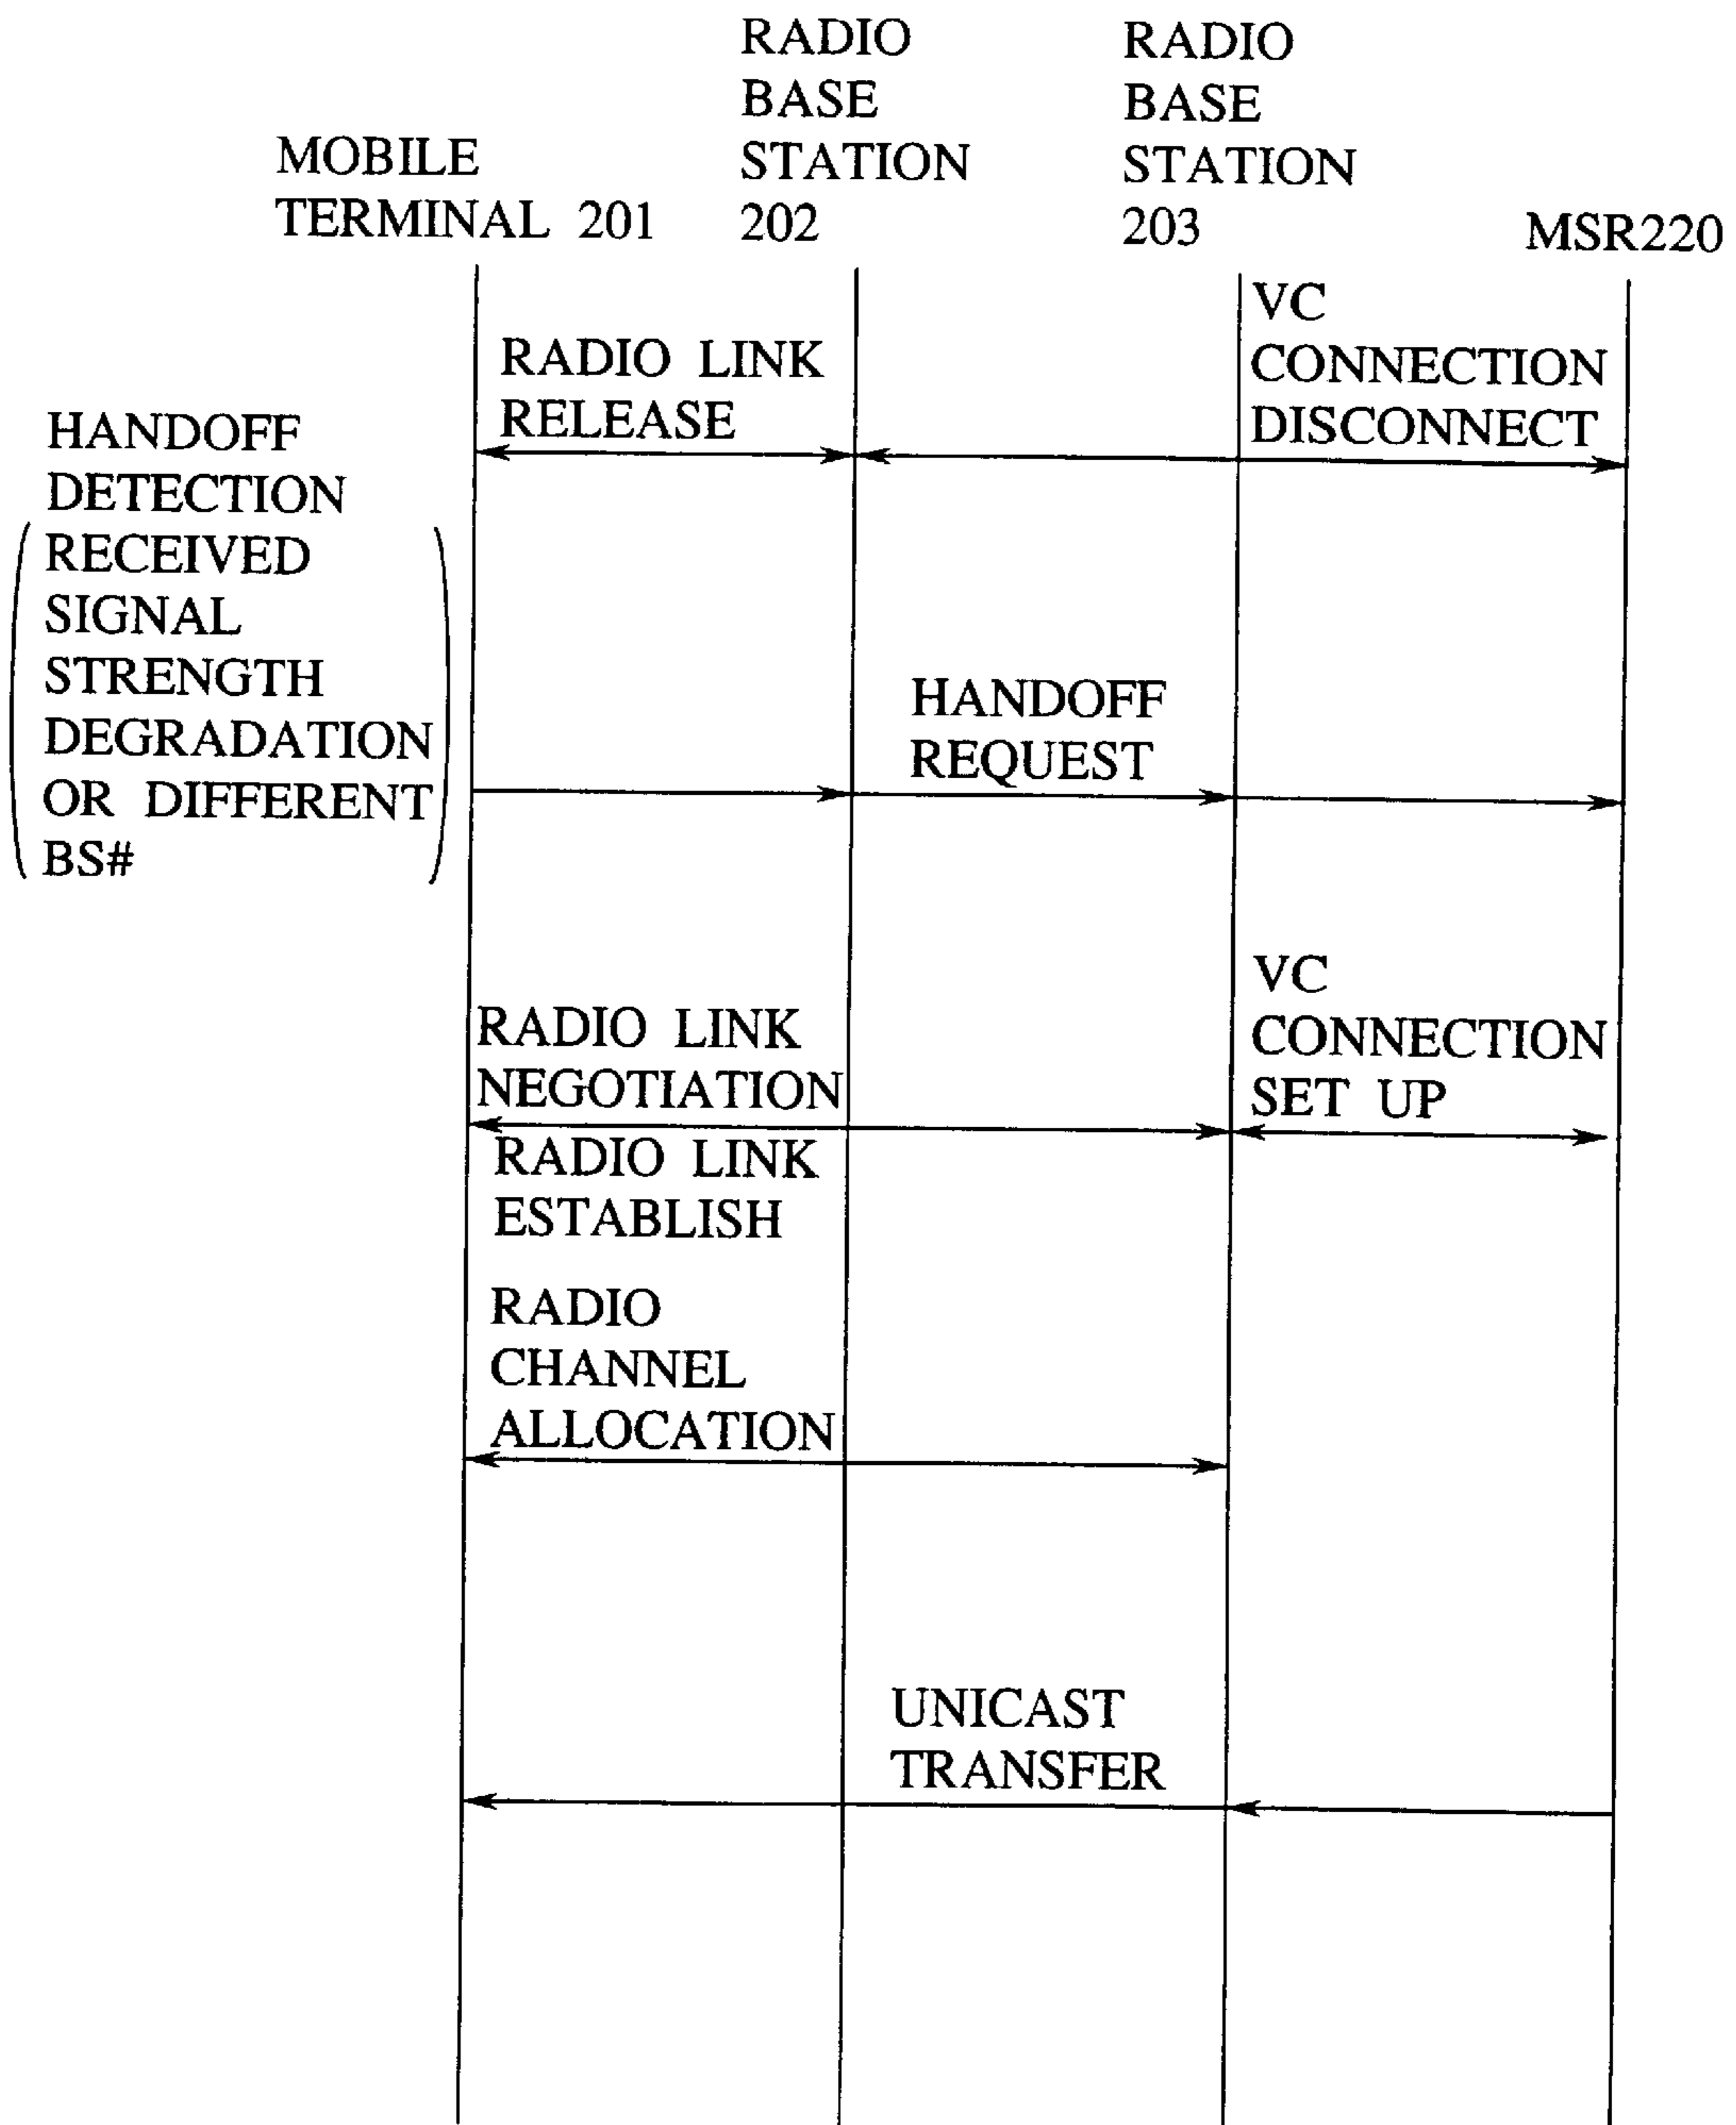 RADIO
BASE
STATION
202
RADIO
BASE
STATION
203
MOBILE
TERMINAL 201
MSR220
VC
CONNECTION
DISCONNECT
RADIO LINK
RELEASE
HANDOFF
DETECTION
RECEIVED
SIGNAL
STRENGTH
DEGRADATION
OR DIFFERENT
BS#
HANDOFF
REQUEST
VC
CONNECTION
SET UP
RADIO LINK
NEGOTIATION
RADIO LINK
ESTABLISH
RADIO
CHANNEL
ALLOCATION
UNICAST
TRANSFER